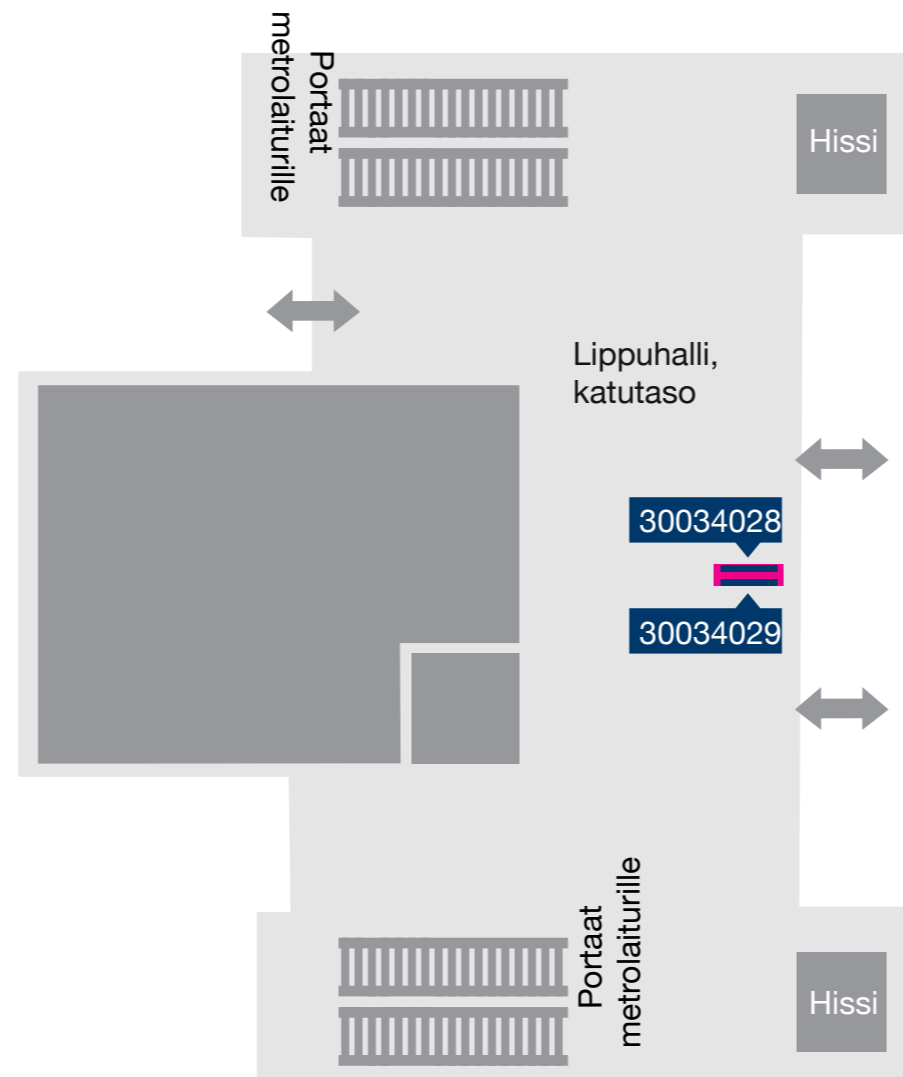 Portaat
metrolaiturille
Hissi
Lippuhalli,
katutaso
30034028
30034029
Portaat
metrolaiturille
Hissi